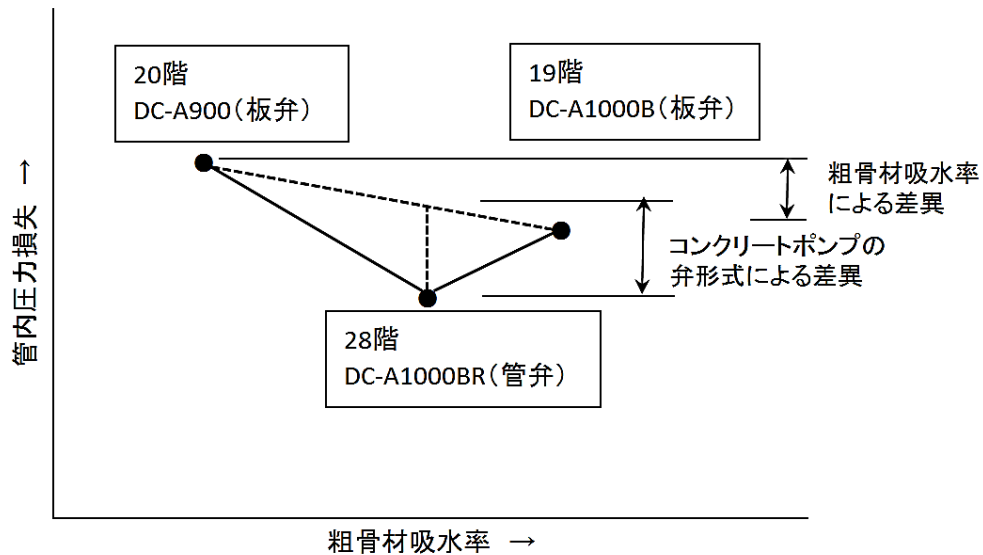 20階
DC-A900(板弁)
19階
DC-A1000B(板弁)
粗骨材吸水率
による差異
コンクリートポンプの
弁形式による差異
28階
DC-A1000BR(管弁)
管内圧力損失 →
粗骨材吸水率 →